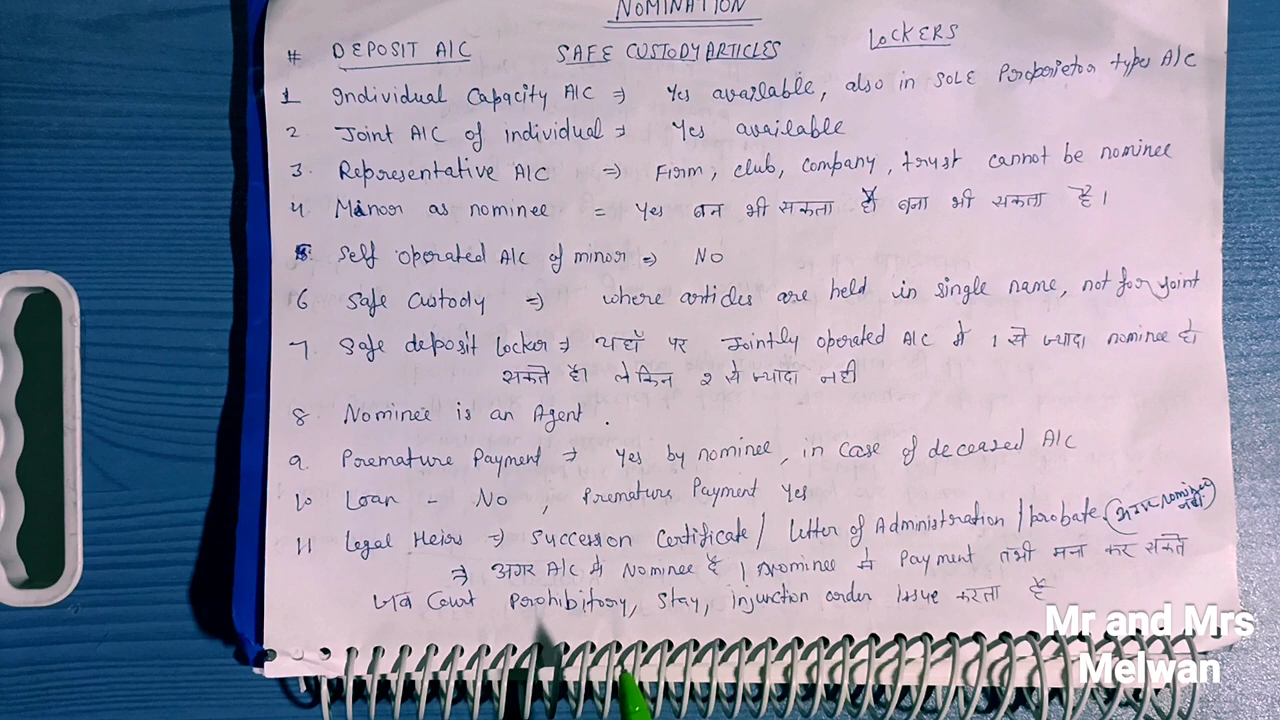 NOMINATION
# DEPOSIT A/C SAFE CUSTODY ARTICLES LOCKERS
1 Individual Capacity A/C ⇒ Yes available, also in SOLE Proprietor types A/C
2 Joint A/C of individual ⇒ Yes available
3. Representative A/C ⇒ Firm, club, company, trust cannot be nominee
4 Minor as nominee = Yes बन भी सकता है बना भी सकता है।
5. Self operated A/C of minor ⇒ NO
6 Safe Custody ⇒ where articles are held in single name, not for joint
7 Safe deposit locker ⇒ यहाँ पर Jointly operated A/C में 1 से ज्यादा nominee हो
सकते है। लेकिन 2 से ज्यादा नही
8. Nominee is an Agent.
9. Premature Payment ⇒ Yes by nominee, in case of deceased A/C
10 Loan - No, Premature Payment Yes
11 Legal Heirs ⇒ Succession Certificate / Letter of Administration / Probate (अगर nominee नही)
⇒ अगर A/C में Nominee है । Nominee को Payment तभी मना कर सकते
जब Court Prohibitory, Stay, injunction order issue करता है
Mr and Mrs
Melwan